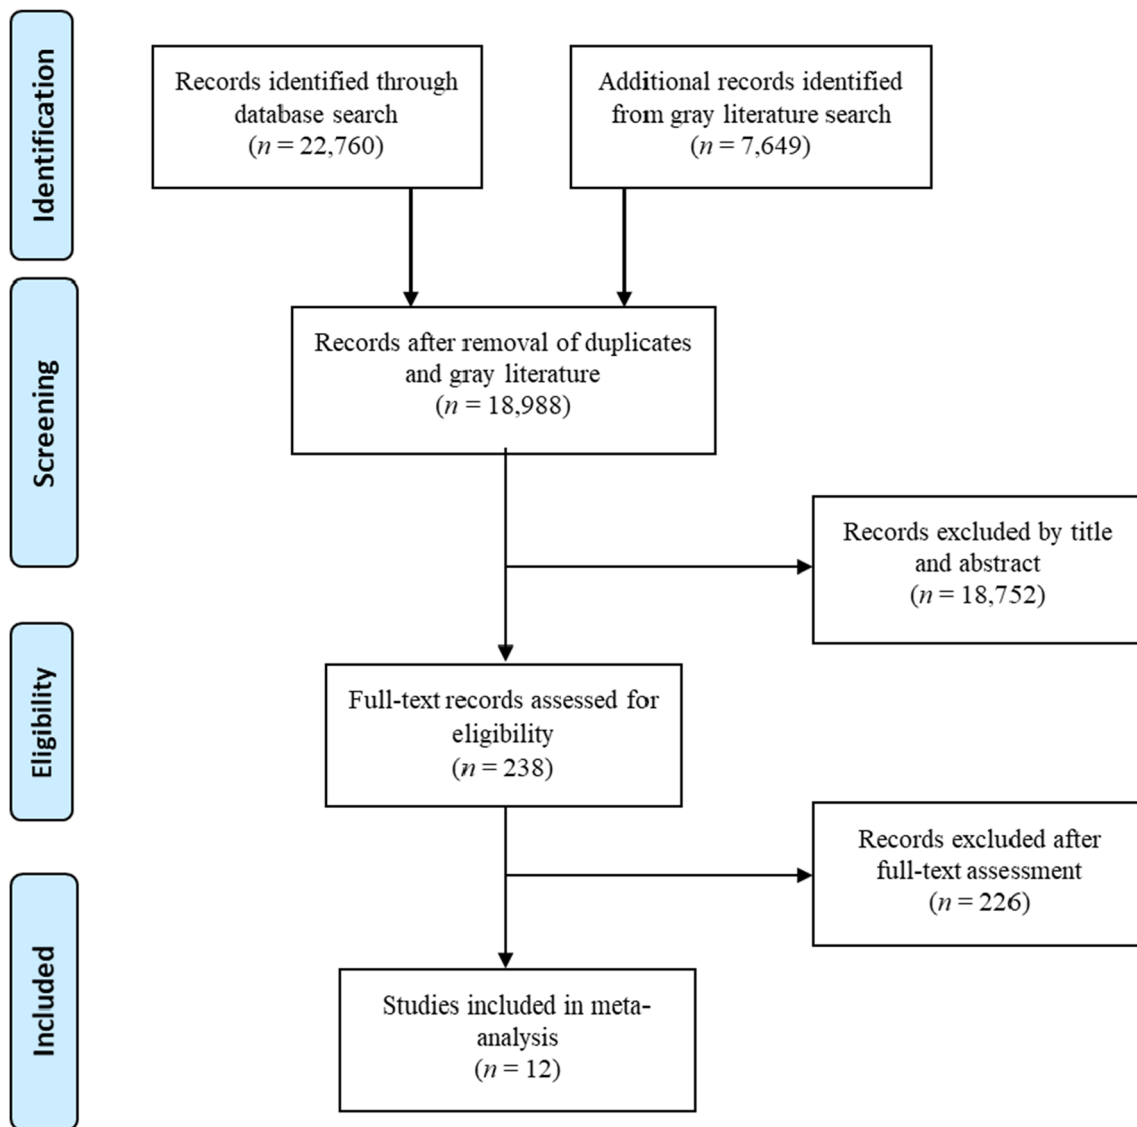 Identification
Records identified through
database search
(n = 22,760)
Additional records identified
from gray literature search
(n = 7,649)
Screening
Records after removal of duplicates
and gray literature
(n = 18,988)
Records excluded by title
and abstract
(n = 18,752)
Eligibility
Full-text records assessed for
eligibility
(n = 238)
Records excluded after
full-text assessment
(n = 226)
Included
Studies included in meta-
analysis
(n = 12)